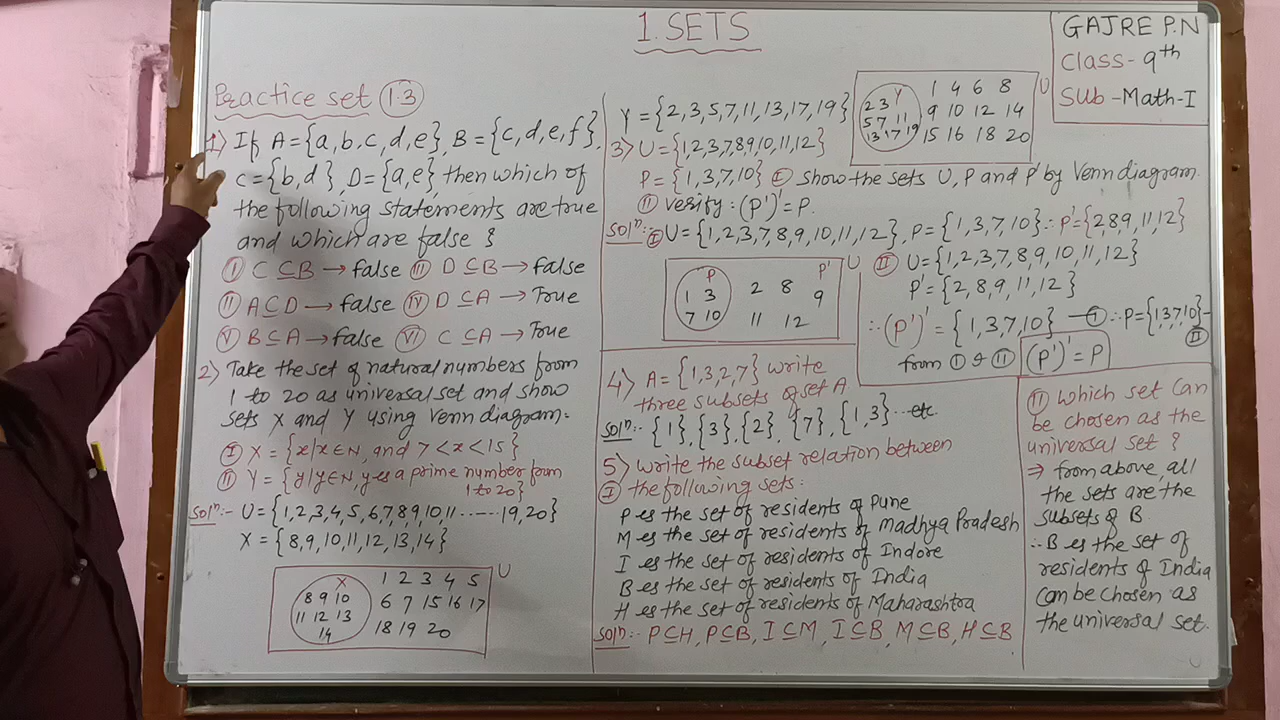 1. SETS
GAJRE P.N
Class- 9th
Sub -Math-I
Practice set 1.3
1) If A={a,b,c,d,e}, B={c,d,e,f},
C={b,d}, D={a,e} then which of
the following statements are true
and which are false ?
I C⊆B → false III D⊆B → false
II A⊆D → false IV D⊆A → True
V B⊆A → false VI C⊆A → True
2) Take the set of natural numbers from
1 to 20 as universal set and show
sets X and Y using Venn diagram.
I X = {x/x∈N, and 7<x<15}
II Y = {y/y∈N, y es a prime number from
1 to 20}
Soln:- U={1,2,3,4,5,6,7,8,9,10,11......19,20}
X = {8,9,10,11,12,13,14}
U
X 1 2 3 4 5
8 9 10 6 7 15 16 17
11 12 13 18 19 20
14
Y = {2,3,5,7,11,13,17,19}
U
Y 1 4 6 8
2 3 9 10 12 14
5 7 11 15 16 18 20
13 17 19
3) U={1,2,3,7,8,9,10,11,12}
P={1,3,7,10} I Show the sets U, P and P' by Venn diagram.
II verify: (P')'=P.
Soln:- I U={1,2,3,7,8,9,10,11,12}, P={1,3,7,10} ∴ P'={2,8,9,11,12}
U
P P'
1 3 2 8 9
7 10 11 12
II U={1,2,3,7,8,9,10,11,12}
P'={2,8,9,11,12}
∴(P')'={1,3,7,10} —I ∴P={1,3,7,10}-
II
from I & II (P')'=P
4) A={1,3,2,7} write
three subsets of set A
Soln:- {1},{3},{2},{7},{1,3}...etc.
5) Write the subset relation between
I the following sets:
P es the set of residents of Pune
M es the set of residents of Madhya Pradesh
I es the set of residents of Indore
B es the set of residents of India
H es the set of residents of Maharashtra
Soln:- P⊆H, P⊆B, I⊆M, I⊆B, M⊆B, H⊆B
II Which set can
be chosen as the
universal set ?
⇒ from above, all
the sets are the
subsets of B.
∴B es the set of
residents of India
can be chosen as
the universal set.